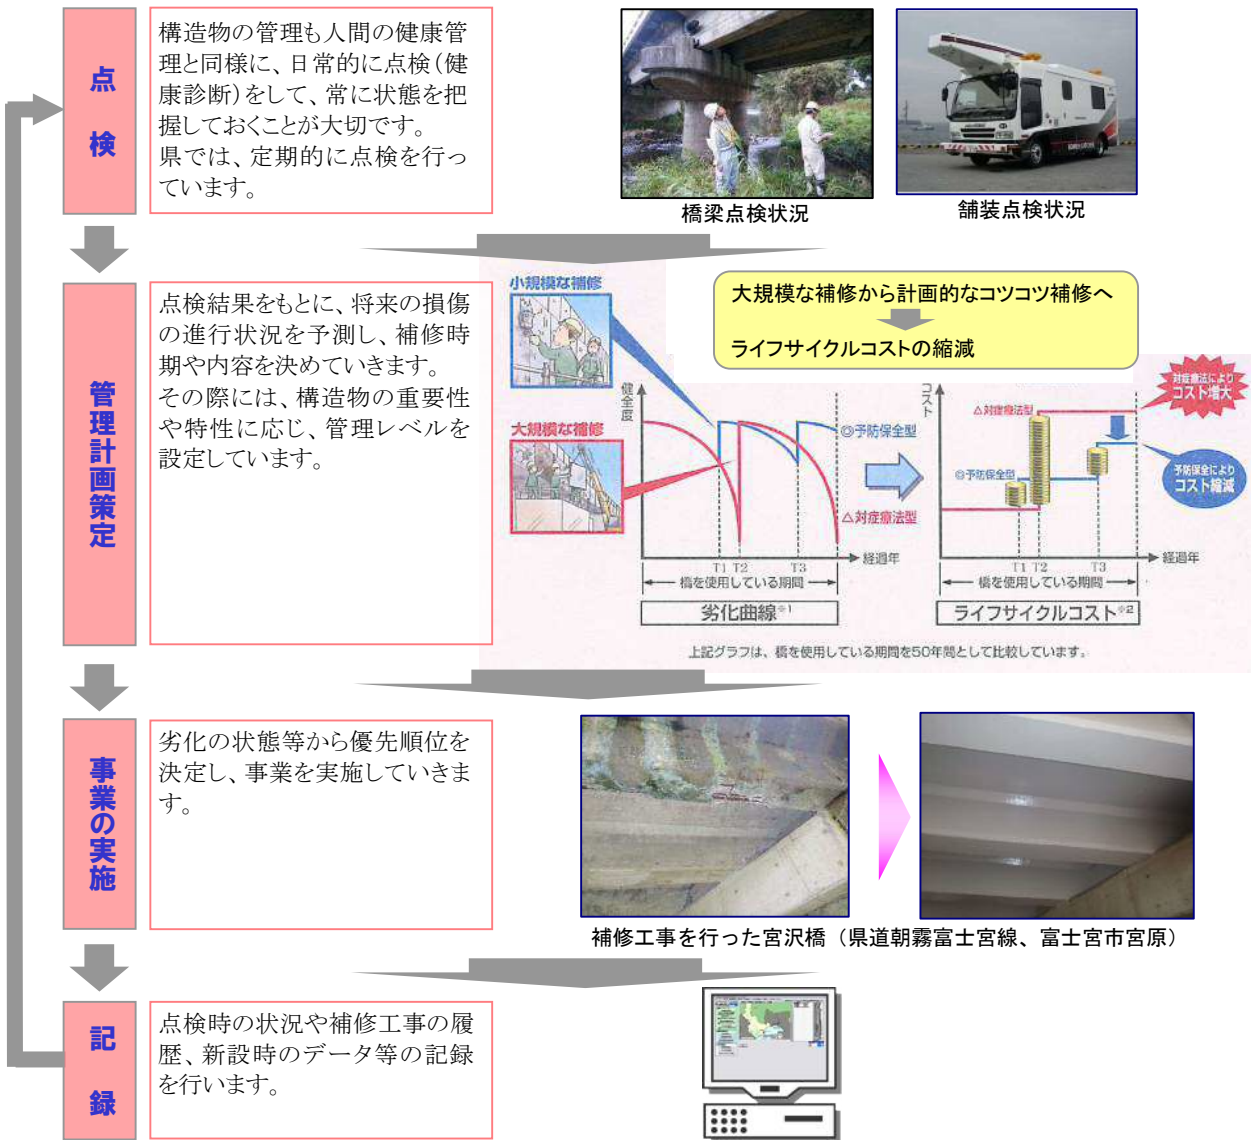 点検
構造物の管理も人間の健康管
理と同様に、日常的に点検(健
康診断)をして、常に状態を把
握しておくことが大切です。
県では、定期的に点検を行っ
ています。
橋梁点検状況
舗装点検状況
管理計画策定
点検結果をもとに、将来の損傷
の進行状況を予測し、補修時
期や内容を決めていきます。
その際には、構造物の重要性
や特性に応じ、管理レベルを
設定しています。
小規模な補修
大規模な補修
大規模な補修から計画的なコツコツ補修へ
ライフサイクルコストの縮減
健全度
◎予防保全型
△対症療法型
T1 T2 T3
経過年
橋を使用している期間
劣化曲線※1
コスト
△対症療法型
◎予防保全型
対症療法により
コスト増大
予防保全により
コスト縮減
T1 T2 T3
経過年
橋を使用している期間
ライフサイクルコスト※2
上記グラフは、橋を使用している期間を50年間として比較しています。
事業の実施
劣化の状態等から優先順位を
決定し、事業を実施していきま
す。
補修工事を行った宮沢橋（県道朝霧富士宮線、富士宮市宮原）
記録
点検時の状況や補修工事の履
歴、新設時のデータ等の記録
を行います。